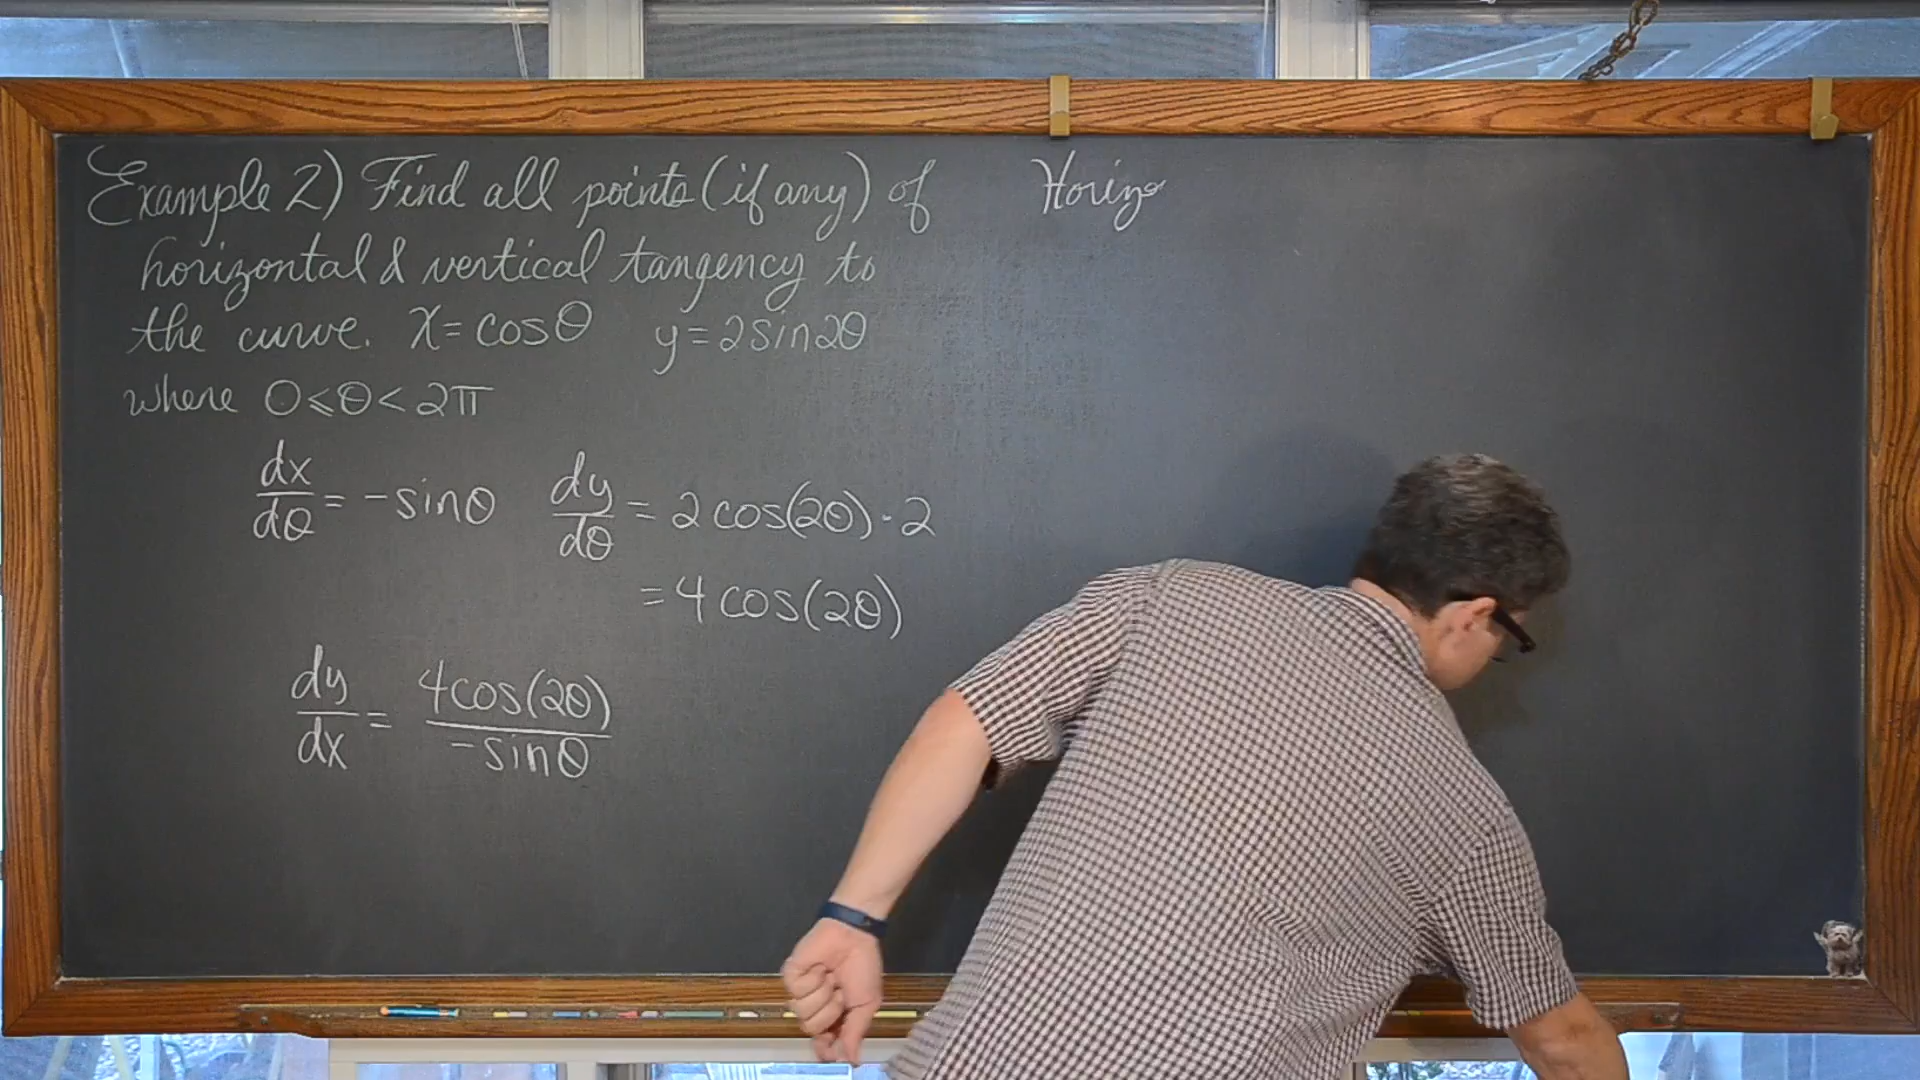 Example 2) Find all points (if any) of
horizontal & vertical tangency to
the curve. x = cosθ y = 2sin2θ
where 0 ≤ θ < 2π
dx/dθ = -sinθ dy/dθ = 2cos(2θ)·2
= 4cos(2θ)
dy/dx = 4cos(2θ)/-sinθ
Horizo